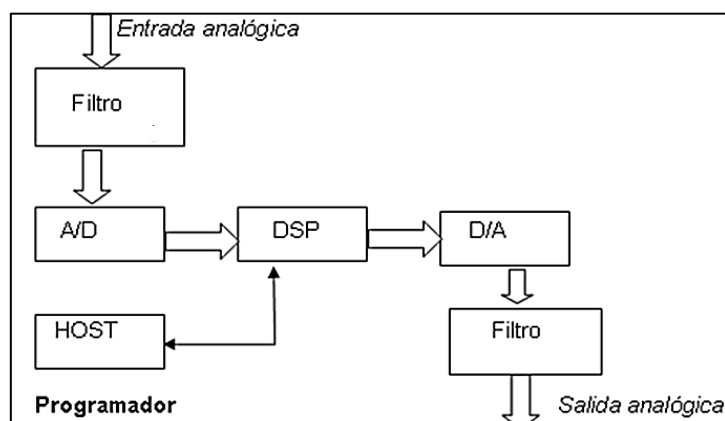 Entrada analógica
Filtro
A/D
DSP
D/A
HOST
Filtro
Programador
Salida analógica